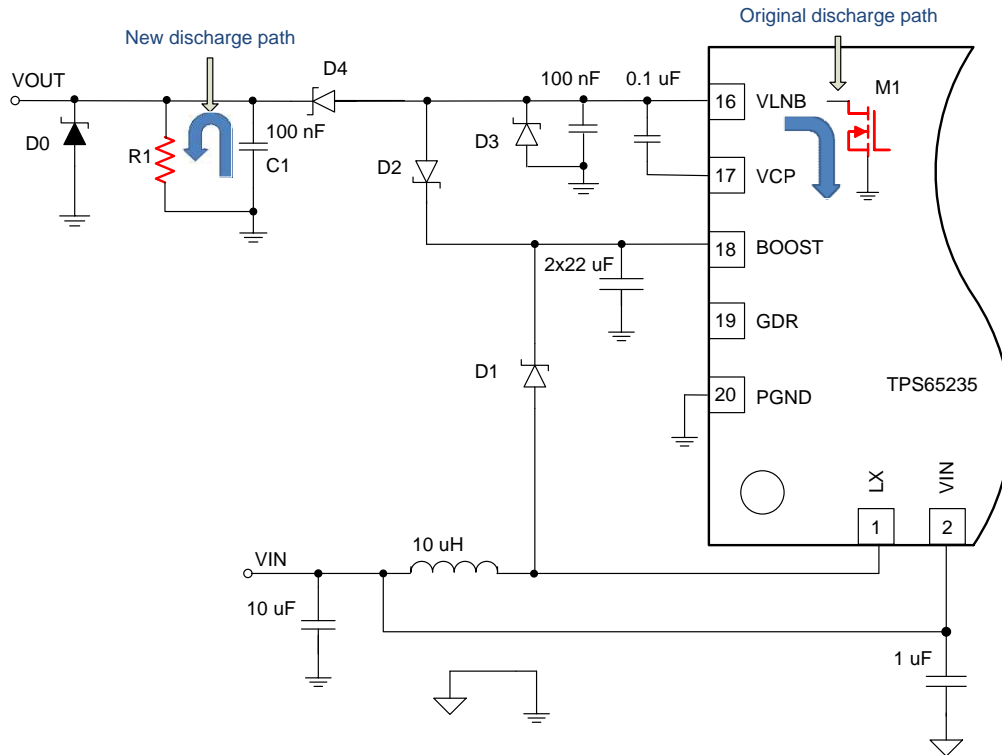 Original discharge path
New discharge path
VOUT
D4
100 nF
0.1 uF
16
VLNB
M1
D0
R1
100 nF
C1
D3
D2
17
VCP
18
BOOST
2x22 uF
19
GDR
D1
20
PGND
TPS65235
LX
VIN
1
2
VIN
10 uH
10 uF
1 uF